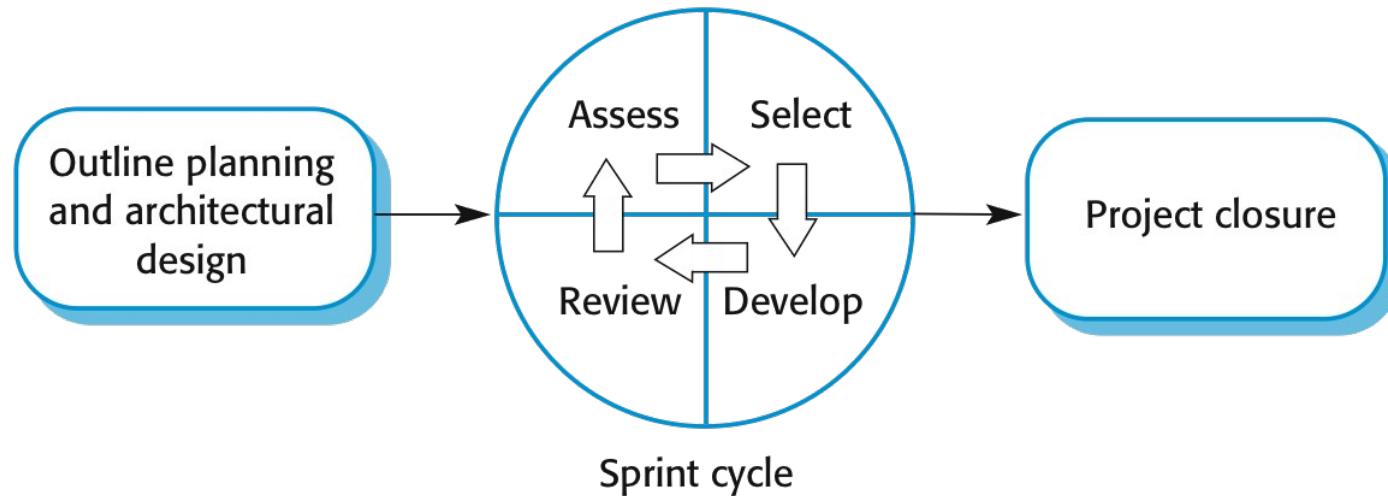 Outline planning
and architectural
design
Assess
Select
Review
Develop
Sprint cycle
Project closure